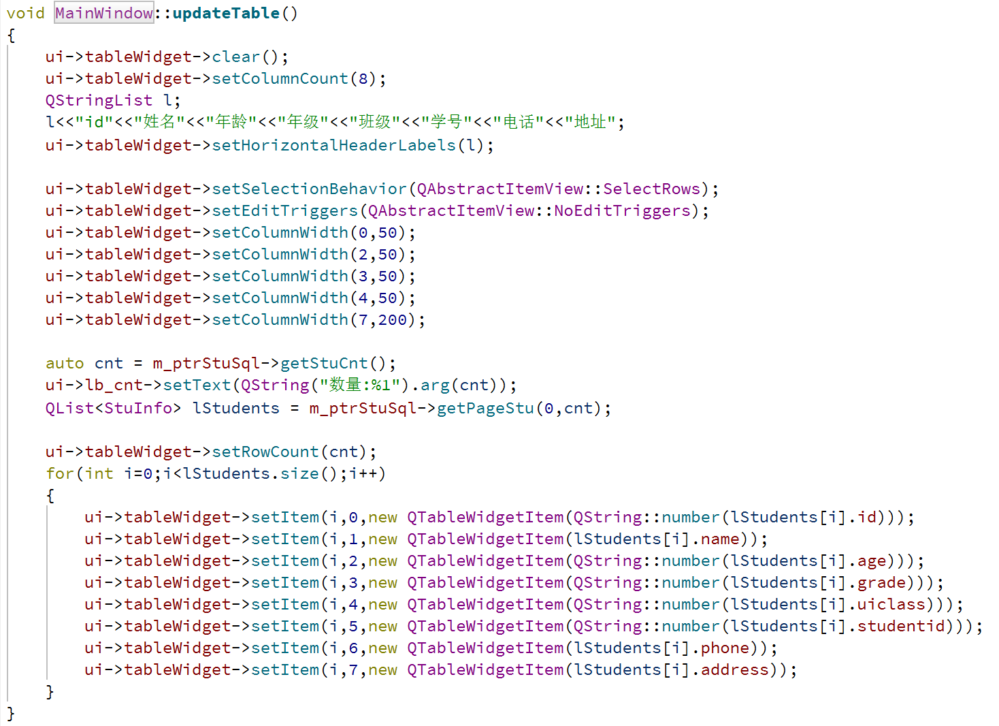 void MainWindow::updateTable()
{
    ui->tableWidget->clear();
    ui->tableWidget->setColumnCount(8);
    QStringList l;
    l<<"id"<<"姓名"<<"年龄"<<"年级"<<"班级"<<"学号"<<"电话"<<"地址";
    ui->tableWidget->setHorizontalHeaderLabels(l);
    ui->tableWidget->setSelectionBehavior(QAbstractItemView::SelectRows);
    ui->tableWidget->setEditTriggers(QAbstractItemView::NoEditTriggers);
    ui->tableWidget->setColumnWidth(0,50);
    ui->tableWidget->setColumnWidth(2,50);
    ui->tableWidget->setColumnWidth(3,50);
    ui->tableWidget->setColumnWidth(4,50);
    ui->tableWidget->setColumnWidth(7,200);
    auto cnt = m_ptrStuSql->getStuCnt();
    ui->lb_cnt->setText(QString("数量:%1").arg(cnt));
    QList<StuInfo> lStudents = m_ptrStuSql->getPageStu(0,cnt);
    ui->tableWidget->setRowCount(cnt);
    for(int i=0;i<lStudents.size();i++)
    {
        ui->tableWidget->setItem(i,0,new QTableWidgetItem(QString::number(lStudents[i].id)));
        ui->tableWidget->setItem(i,1,new QTableWidgetItem(lStudents[i].name));
        ui->tableWidget->setItem(i,2,new QTableWidgetItem(QString::number(lStudents[i].age)));
        ui->tableWidget->setItem(i,3,new QTableWidgetItem(QString::number(lStudents[i].grade)));
        ui->tableWidget->setItem(i,4,new QTableWidgetItem(QString::number(lStudents[i].uiclass)));
        ui->tableWidget->setItem(i,5,new QTableWidgetItem(QString::number(lStudents[i].studentid)));
        ui->tableWidget->setItem(i,6,new QTableWidgetItem(lStudents[i].phone));
        ui->tableWidget->setItem(i,7,new QTableWidgetItem(lStudents[i].address));
    }
}